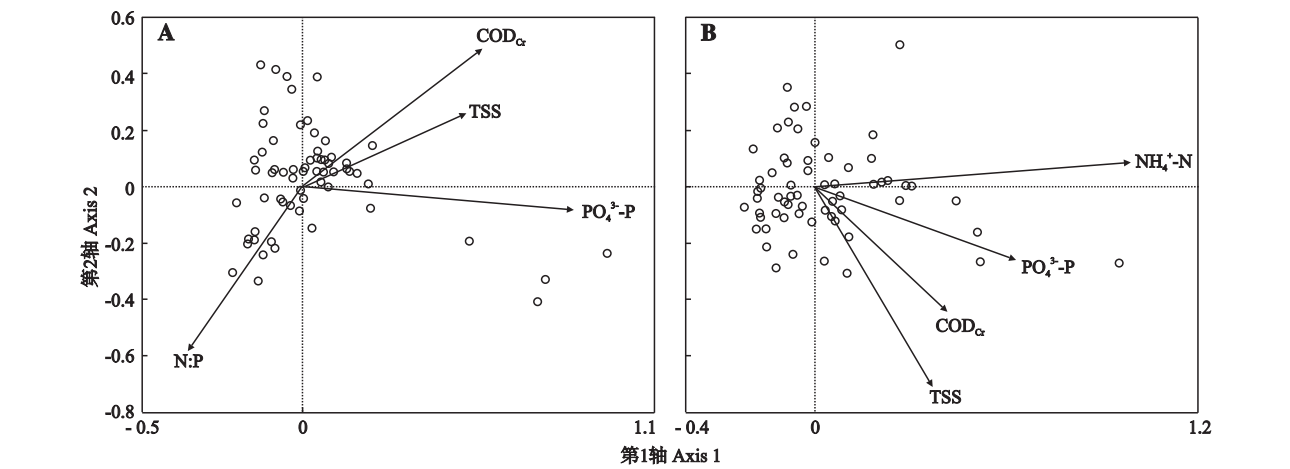 0.6
A
COD_Cr
TSS
PO₄³⁻-P
N:P
0.4
0.2
0
-0.2
-0.4
-0.6
-0.8
第2轴 Axis 2
- 0.5
0
1.1
B
NH₄⁺-N
PO₄³⁻-P
COD_Cr
TSS
- 0.4
0
1.2
第1轴 Axis 1